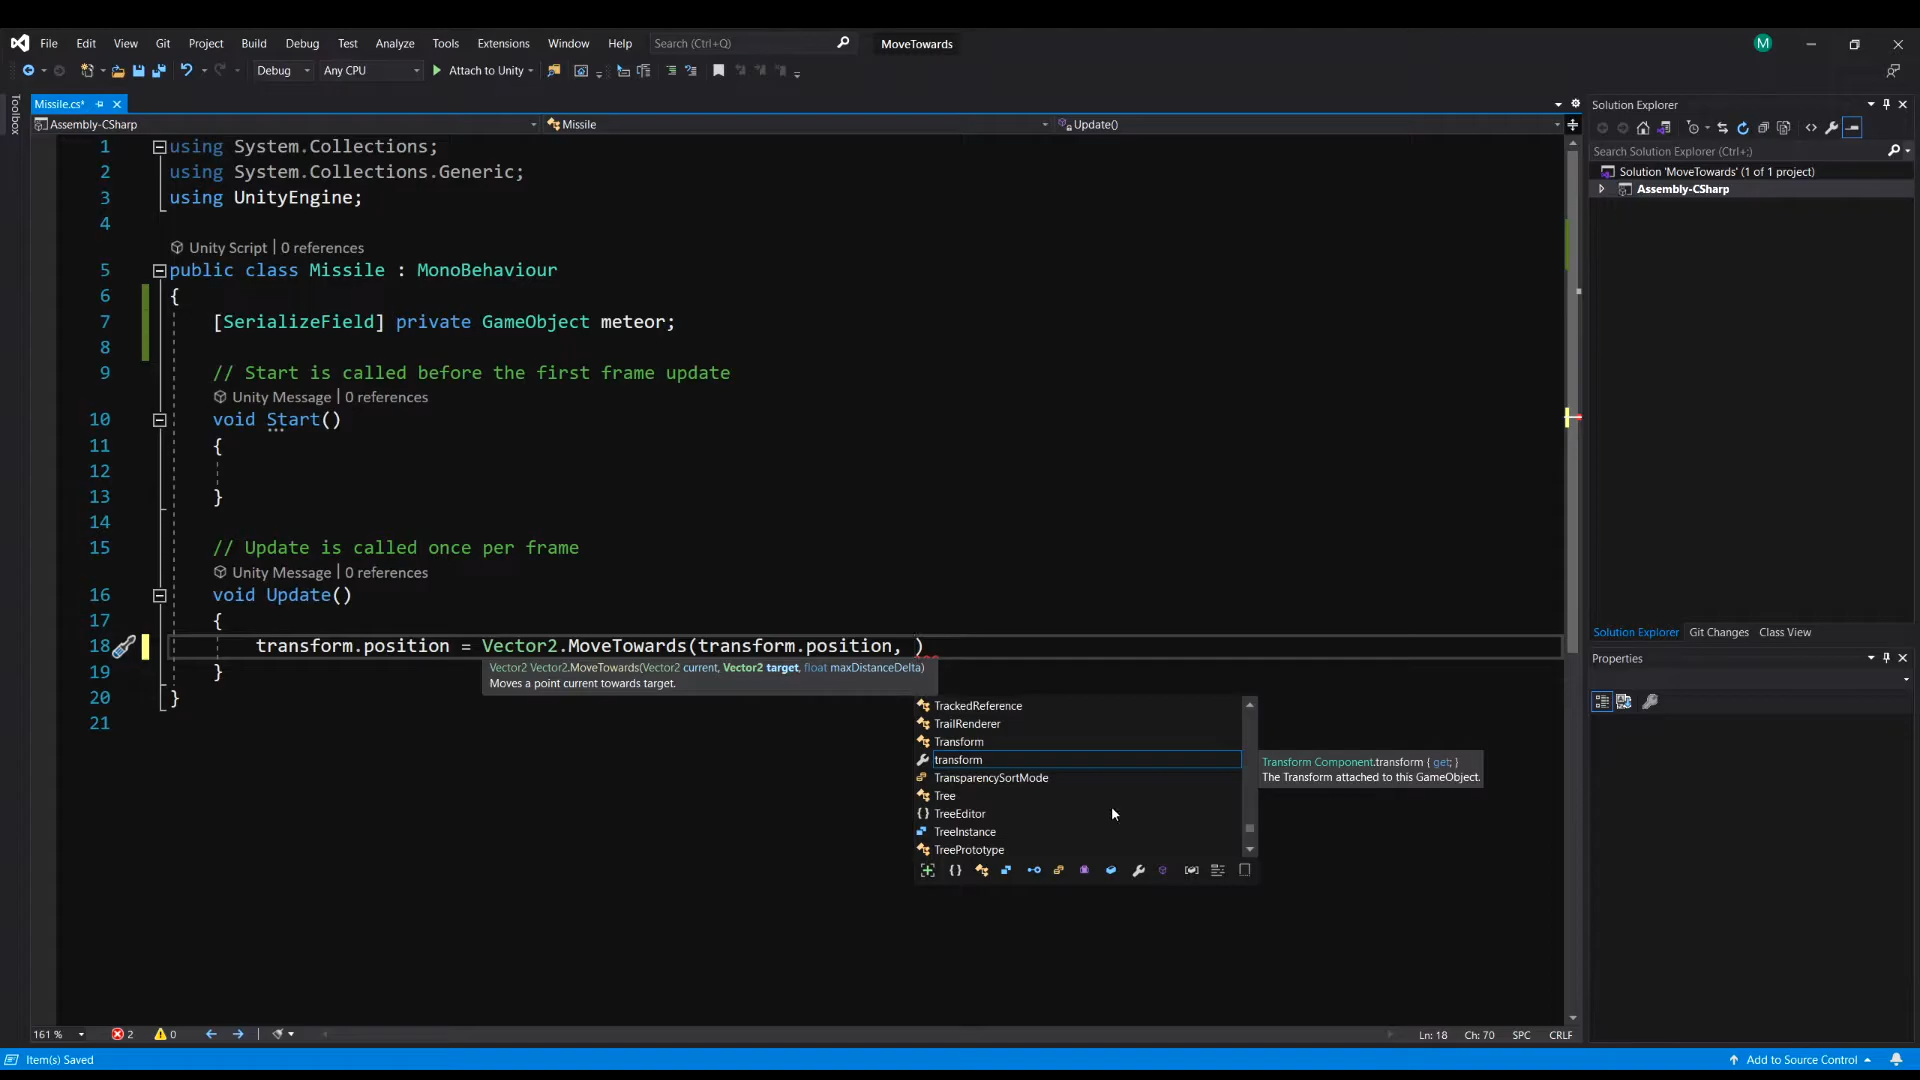 File Edit View Git Project Build Debug Test Analyze Tools Extensions Window Help Search (Ctrl+Q) MoveTowards M
Debug Any CPU Attach to Unity
Toolbox
Missile.cs*
Assembly-CSharp Missile Update()
1 using System.Collections;
2 using System.Collections.Generic;
3 using UnityEngine;
4
Unity Script | 0 references
5 public class Missile : MonoBehaviour
6 {
7 [SerializeField] private GameObject meteor;
8
9 // Start is called before the first frame update
Unity Message | 0 references
10 void Start()
11 {
12
13 }
14
15 // Update is called once per frame
Unity Message | 0 references
16 void Update()
17 {
18 transform.position = Vector2.MoveTowards(transform.position, )
19 }
20 }
21
Vector2 Vector2.MoveTowards(Vector2 current, Vector2 target, float maxDistanceDelta)
Moves a point current towards target.
TrackedReference
TrailRenderer
Transform
transform
TransparencySortMode
Tree
TreeEditor
TreeInstance
TreePrototype
Transform Component.transform { get; }
The Transform attached to this GameObject.
Solution Explorer
Search Solution Explorer (Ctrl+;)
Solution 'MoveTowards' (1 of 1 project)
Assembly-CSharp
Solution Explorer Git Changes Class View
Properties
161 % 2 0 Ln: 18 Ch: 70 SPC CRLF
Item(s) Saved Add to Source Control